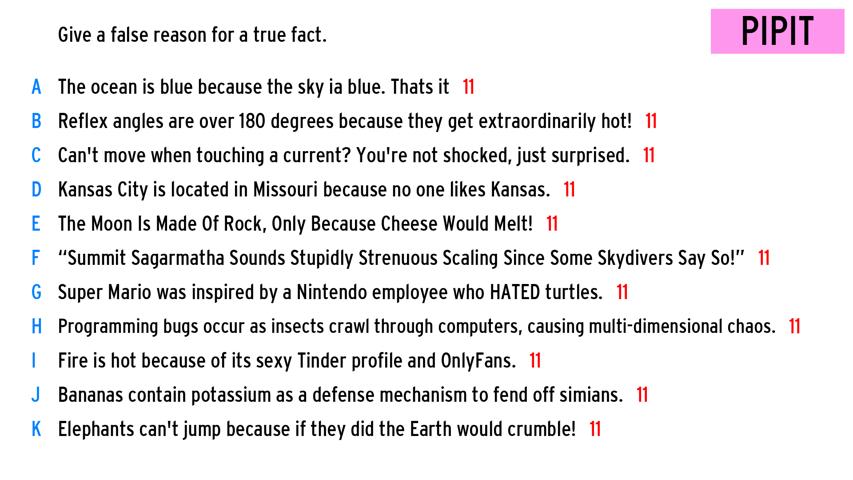 PIPIT
Give a false reason for a true fact.
A The ocean is blue because the sky ia blue. Thats it 11
B Reflex angles are over 180 degrees because they get extraordinarily hot! 11
C Can't move when touching a current? You're not shocked, just surprised. 11
D Kansas City is located in Missouri because no one likes Kansas. 11
E The Moon Is Made Of Rock, Only Because Cheese Would Melt! 11
F “Summit Sagarmatha Sounds Stupidly Strenuous Scaling Since Some Skydivers Say So!” 11
G Super Mario was inspired by a Nintendo employee who HATED turtles. 11
H Programming bugs occur as insects crawl through computers, causing multi-dimensional chaos. 11
I Fire is hot because of its sexy Tinder profile and OnlyFans. 11
J Bananas contain potassium as a defense mechanism to fend off simians. 11
K Elephants can't jump because if they did the Earth would crumble! 11